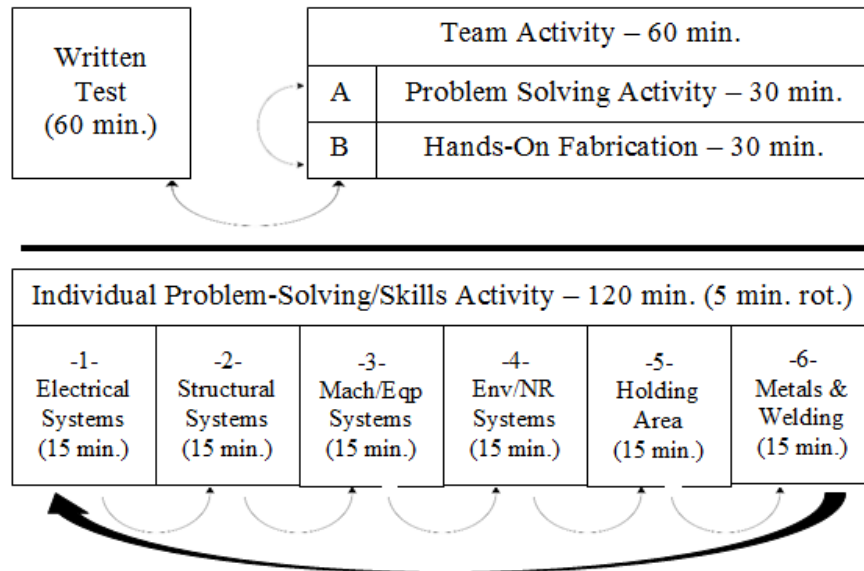 Written
Test
(60 min.)
Team Activity – 60 min.
A
Problem Solving Activity – 30 min.
B
Hands-On Fabrication – 30 min.
Individual Problem-Solving/Skills Activity – 120 min. (5 min. rot.)
-1-
Electrical
Systems
(15 min.)
-2-
Structural
Systems
(15 min.)
-3-
Mach/Eqp
Systems
(15 min.)
-4-
Env/NR
Systems
(15 min.)
-5-
Holding
Area
(15 min.)
-6-
Metals &
Welding
(15 min.)